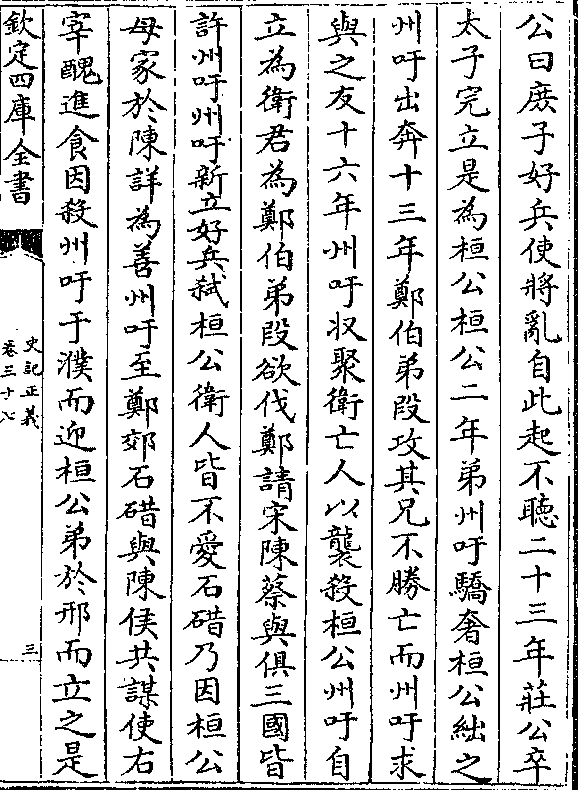 公曰庶子好兵使將亂自此起不聽二十三年莊公卒
太子完立是為桓公桓公二年弟州吁驕奢桓公絀之
州吁出奔十三年鄭伯弟段攻其兄不勝亡而州吁求
與之友十六年州吁收聚衛亡人以襲殺桓公州吁自
立為衛君為鄭伯弟段欲伐鄭請宋陳蔡與俱三國皆
許州吁州吁新立好兵弑桓公衛人皆不愛石碏乃因桓公
母家於陳詳為善州吁至鄭郊石碏與陳侯共謀使右
宰醜進食因殺州吁于濮而迎桓公弟於邢而立之是
欽定四庫全書
史記正義
卷三十七
三